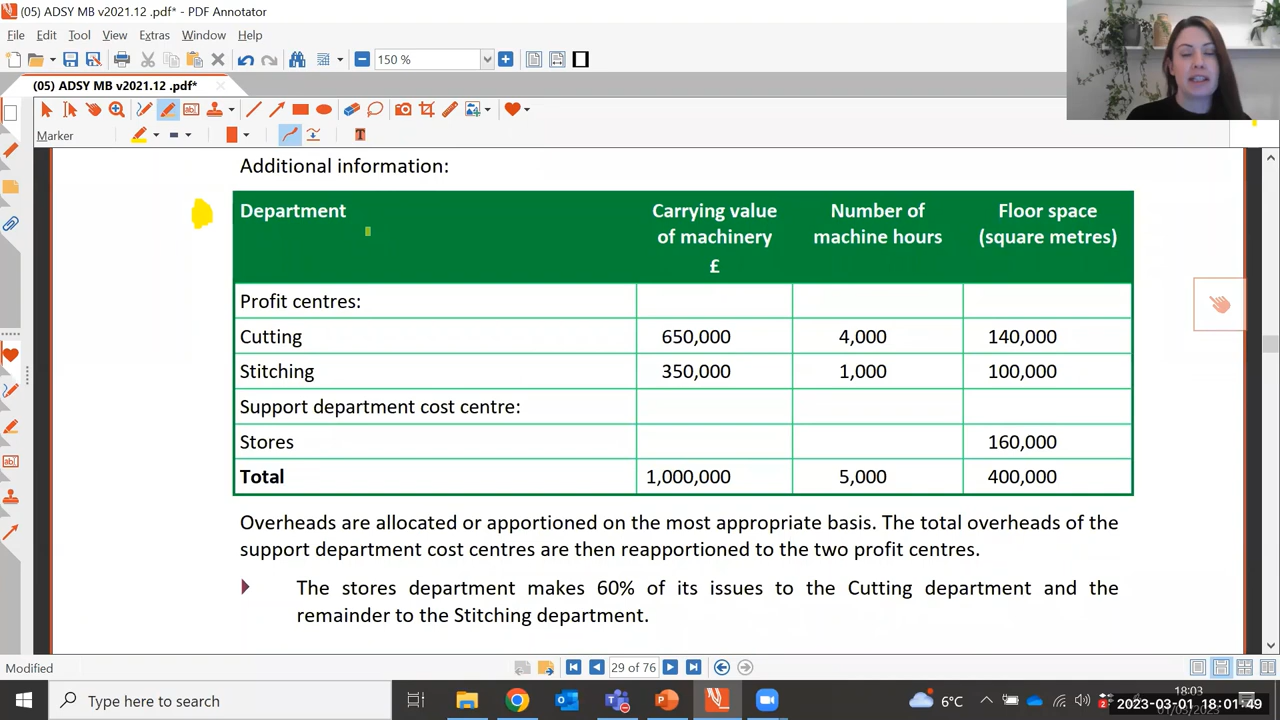 (05) ADSY MB v2021.12 .pdf* - PDF Annotator
File Edit Tool View Extras Window Help
150 %
(05) ADSY MB v2021.12 .pdf*
Marker
Additional information:
Department Carrying value of machinery £ Number of machine hours Floor space (square metres)
Profit centres:
Cutting 650,000 4,000 140,000
Stitching 350,000 1,000 100,000
Support department cost centre:
Stores 160,000
Total 1,000,000 5,000 400,000
Overheads are allocated or apportioned on the most appropriate basis. The total overheads of the
support department cost centres are then reapportioned to the two profit centres.
The stores department makes 60% of its issues to the Cutting department and the
remainder to the Stitching department.
Modified 29 of 76
Type here to search 6°C 18:03
2023-03-01 18:01:49